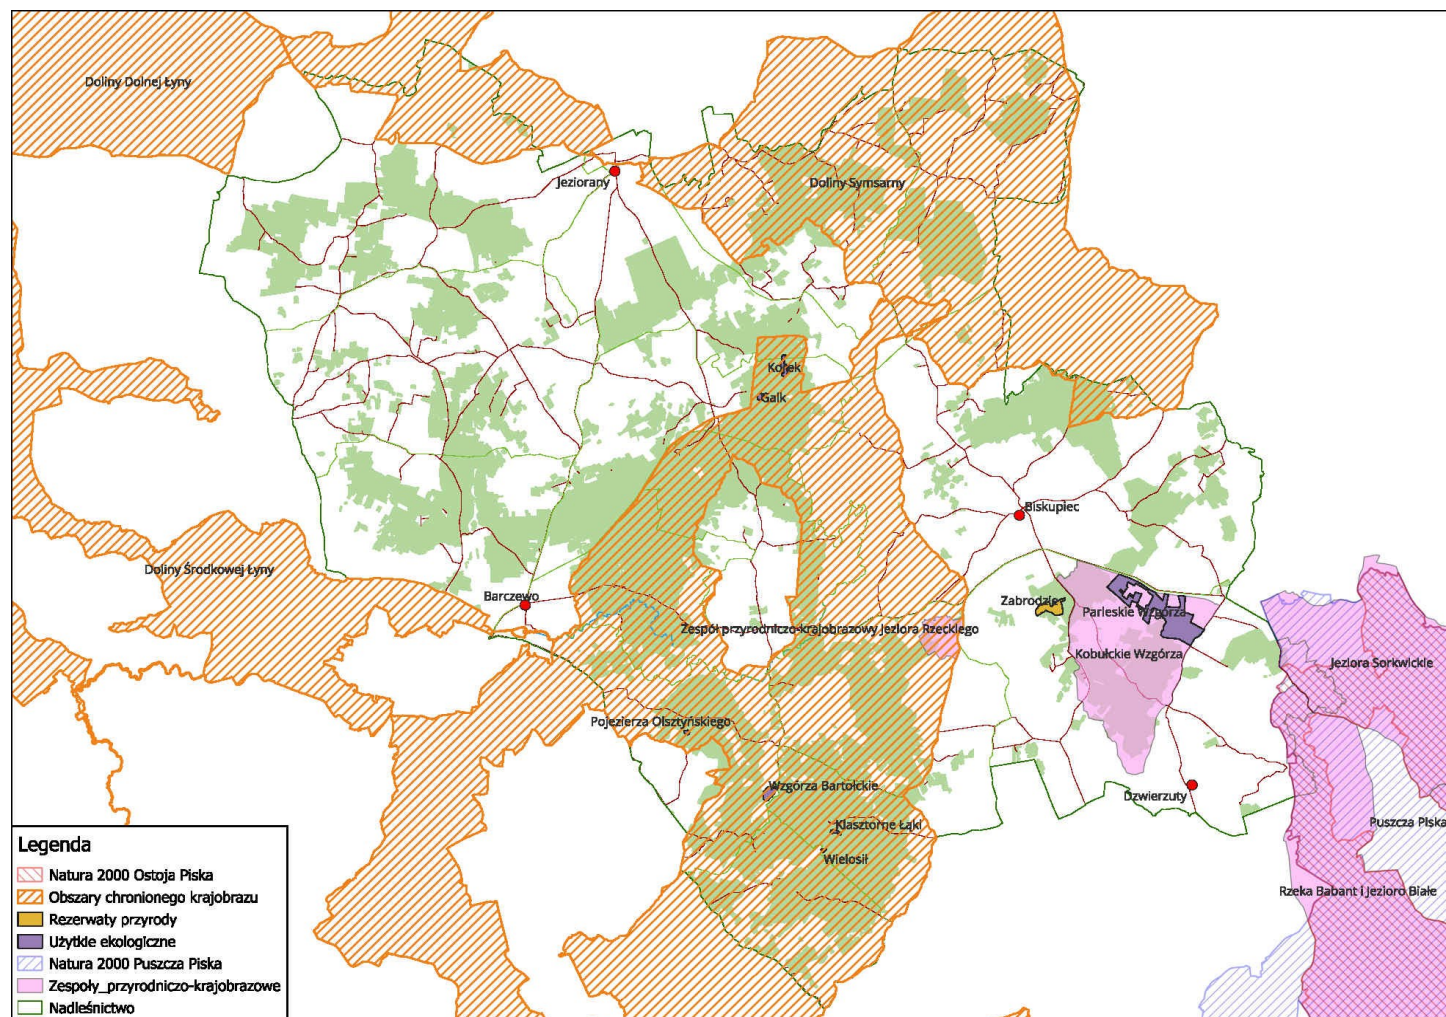 Doliny Dolnej Łyny
Jeziorany
Doliny Symsarny
Kołek
Galk
Biskupiec
Doliny Środkowej Łyny
Barczewo
Zabrodzie
Parleskie Wzgórza
Zespół przyrodniczo-krajobrazowy Jeziora Rzeckiego
Kobułckie Wzgórza
Jeziora Sorkwickie
Pojezierza Olsztyńskiego
Wzgórza Bartołckie
Dzwierzuty
Klasztorne Łąki
Puszcza Piska
Wielosił
Rzeka Babant i Jezioro Białe
Legenda
Natura 2000 Ostoja Piska
Obszary chronionego krajobrazu
Rezerwaty przyrody
Użytkie ekologiczne
Natura 2000 Puszcza Piska
Zespoły_przyrodniczo-krajobrazowe
Nadleśnictwo